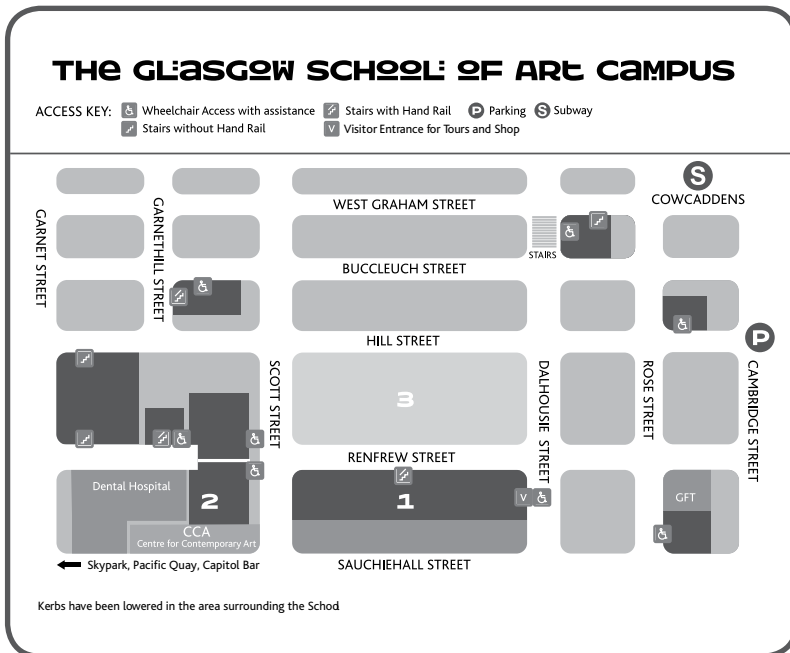 THE GLASGOW SCHOOL OF ART CAMPUS
ACCESS KEY: Wheelchair Access with assistance Stairs with Hand Rail P Parking S Subway
Stairs without Hand Rail V Visitor Entrance for Tours and Shop
S
COWCADDENS
WEST GRAHAM STREET
GARNET STREET
GARNETHILL STREET
STAIRS
BUCCLEUCH STREET
HILL STREET
P
SCOTT STREET
3
DALHOUSIE STREET
ROSE STREET
CAMBRIDGE STREET
RENFREW STREET
Dental Hospital
2
1
V
GFT
CCA
Centre for Contemporary Art
Skypark, Pacific Quay, Capitol Bar
SAUCHIEHALL STREET
Kerbs have been lowered in the area surrounding the School